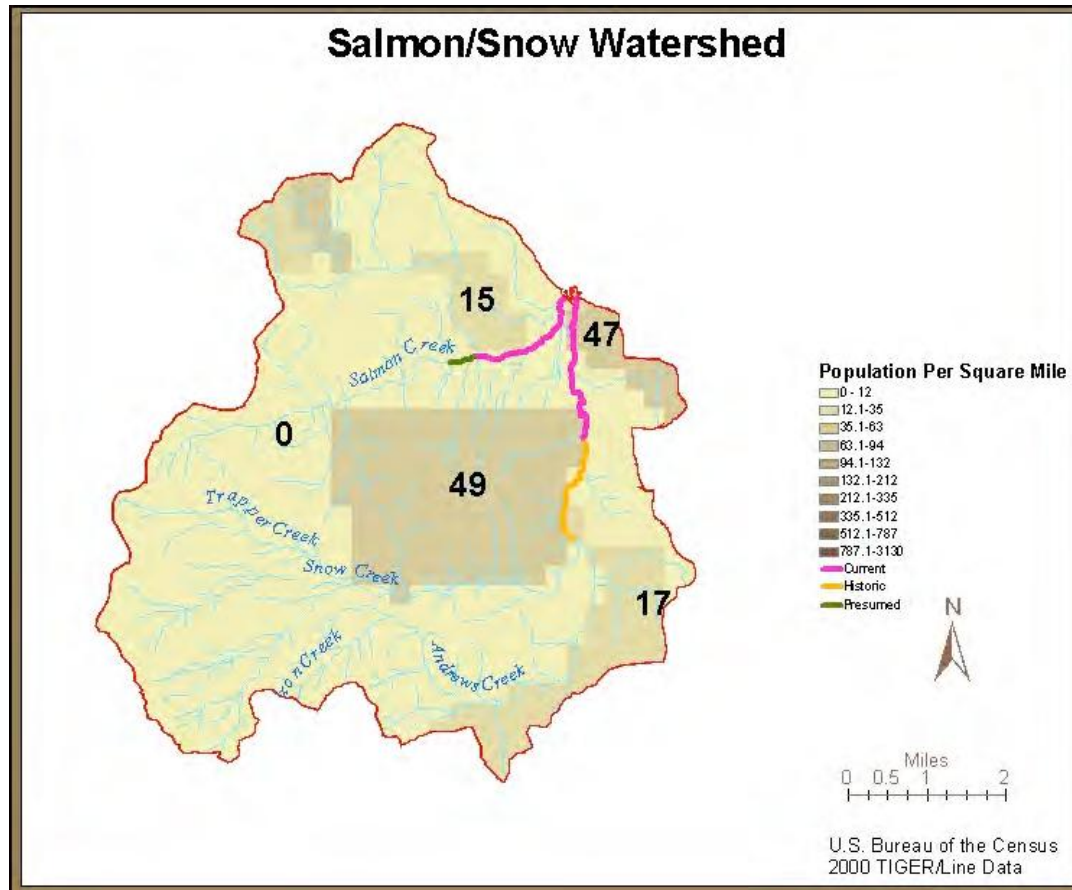 Salmon/Snow Watershed
15
47
Salmon Creek
0
49
Trapper Creek
Snow Creek
17
Andrews Creek
Creek
Population Per Square Mile
0 - 12
12.1-35
35.1-63
63.1-94
94.1-132
132.1-212
212.1-335
335.1-512
512.1-787
787.1-3130
Current
Historic
Presumed
N
Miles
0 0.5 1 2
U.S. Bureau of the Census
2000 TIGER/Line Data